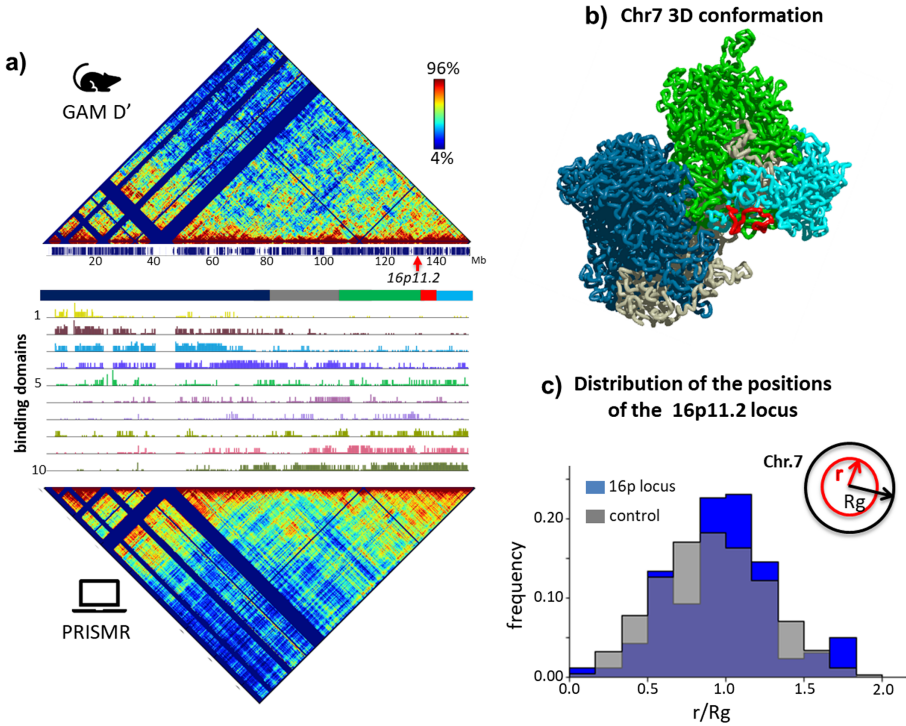 a)
GAM D’
96%
4%
20
40
60
80
100
120
140
Mb
16p11.2
binding domains
1
5
10
PRISMR
b)
Chr7 3D conformation
c)
Distribution of the positions
of the 16p11.2 locus
Chr.7
r
Rg
16p locus
control
frequency
0.20
0.10
0.00
0.0
0.5
1.0
1.5
2.0
r/Rg